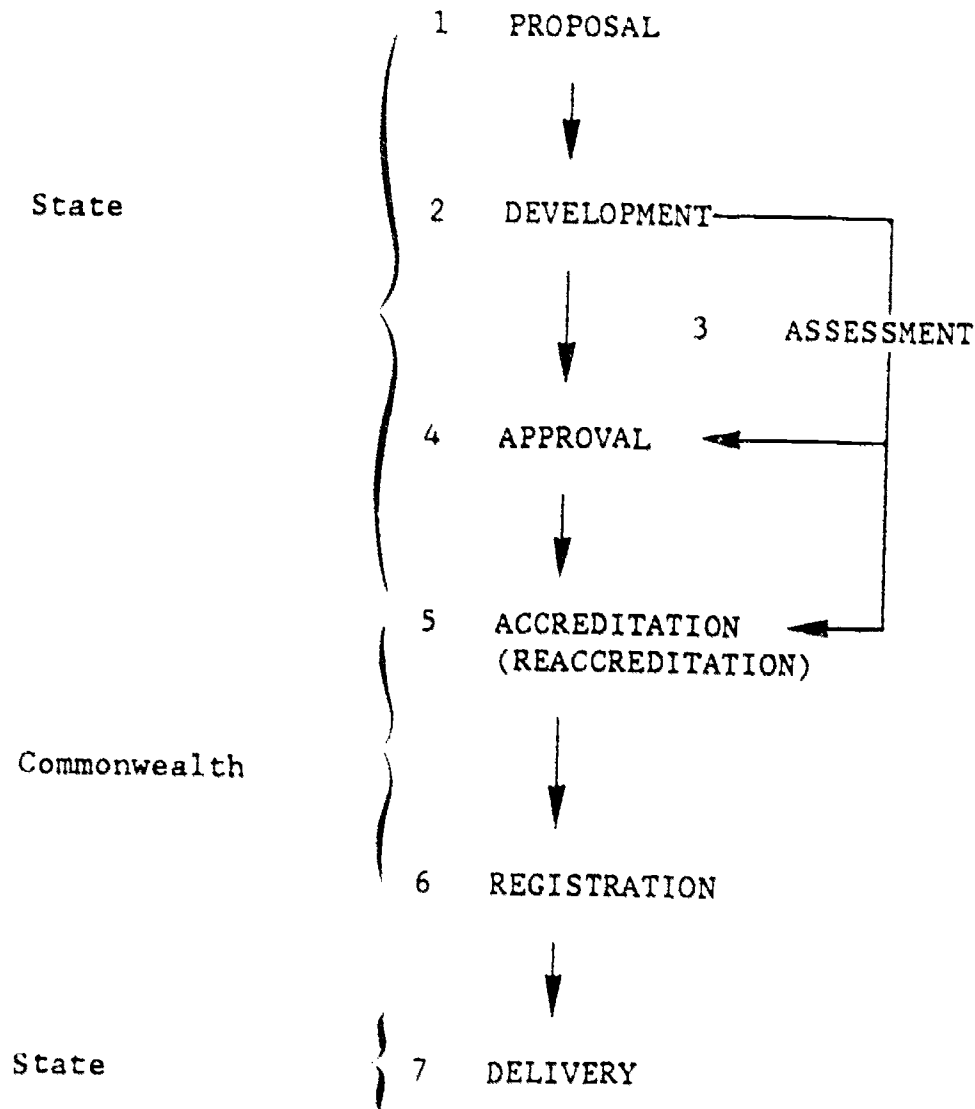 1 PROPOSAL
State
2 DEVELOPMENT
3 ASSESSMENT
4 APPROVAL
5 ACCREDITATION
(REACCREDITATION)
Commonwealth
6 REGISTRATION
State
7 DELIVERY